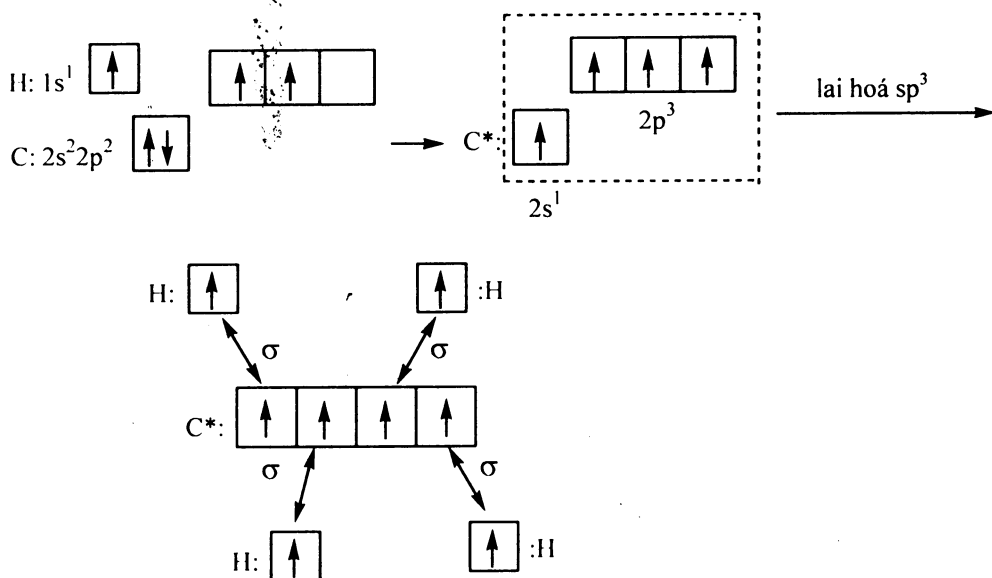 H: 1s¹
C: 2s²2p²
C*:
2p³
2s¹
lai hoá sp³
H:
:H
σ
σ
C*:
σ
σ
H:
:H